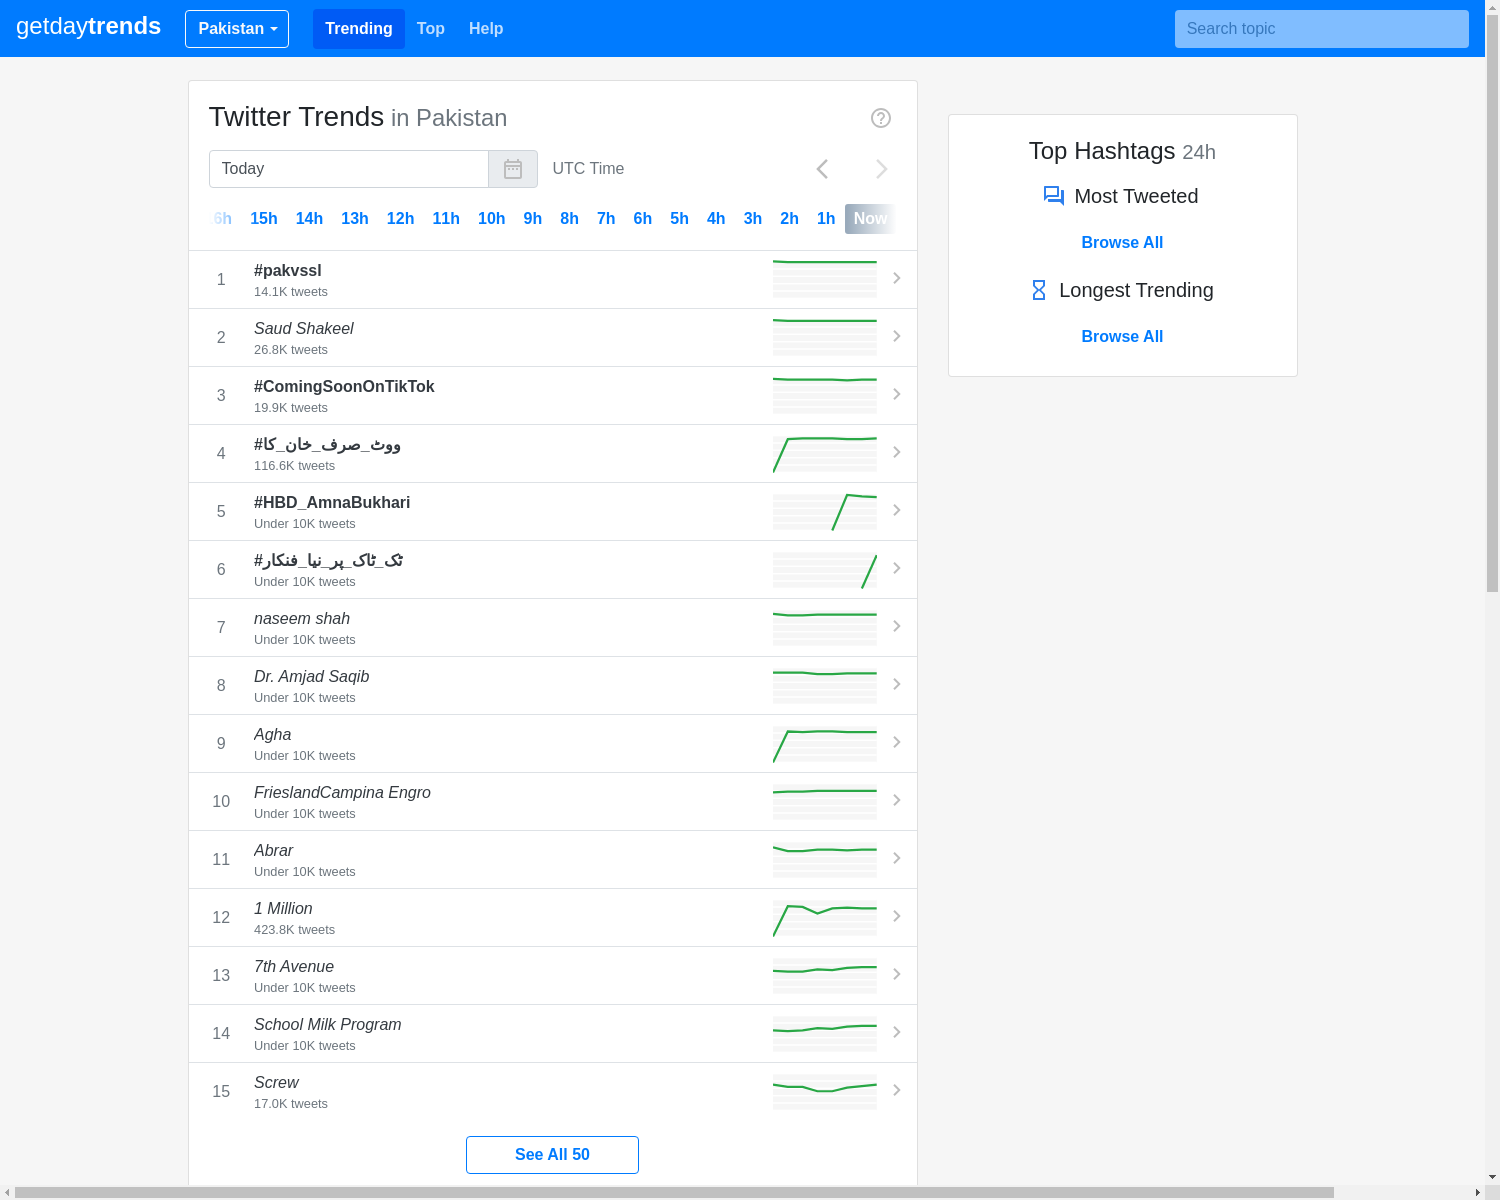 getdaytrends
Pakistan
Trending
Top
Help
Search topic
Twitter Trends in Pakistan
Today
UTC Time
6h 15h 14h 13h 12h 11h 10h 9h 8h 7h 6h 5h 4h 3h 2h 1h Now
1
#pakvssl
14.1K tweets
2
Saud Shakeel
26.8K tweets
3
#ComingSoonOnTikTok
19.9K tweets
4
#ووٹ_صرف_خان_کا
116.6K tweets
5
#HBD_AmnaBukhari
Under 10K tweets
6
#ٹک_ٹاک_پر_نیا_فنکار
Under 10K tweets
7
naseem shah
Under 10K tweets
8
Dr. Amjad Saqib
Under 10K tweets
9
Agha
Under 10K tweets
10
FrieslandCampina Engro
Under 10K tweets
11
Abrar
Under 10K tweets
12
1 Million
423.8K tweets
13
7th Avenue
Under 10K tweets
14
School Milk Program
Under 10K tweets
15
Screw
17.0K tweets
See All 50
Top Hashtags 24h
Most Tweeted
Browse All
Longest Trending
Browse All